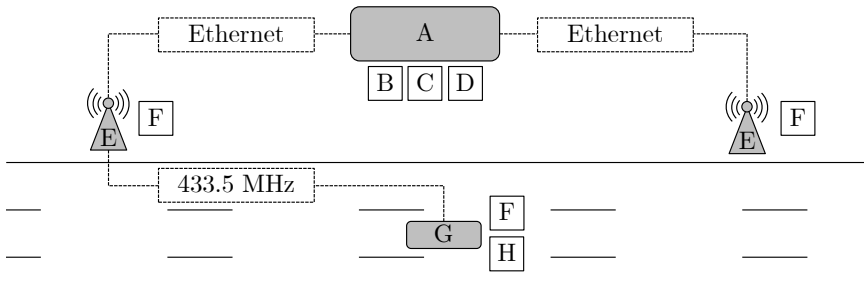 Ethernet A Ethernet
B C D
E F E F
433.5 MHz
F
G
H